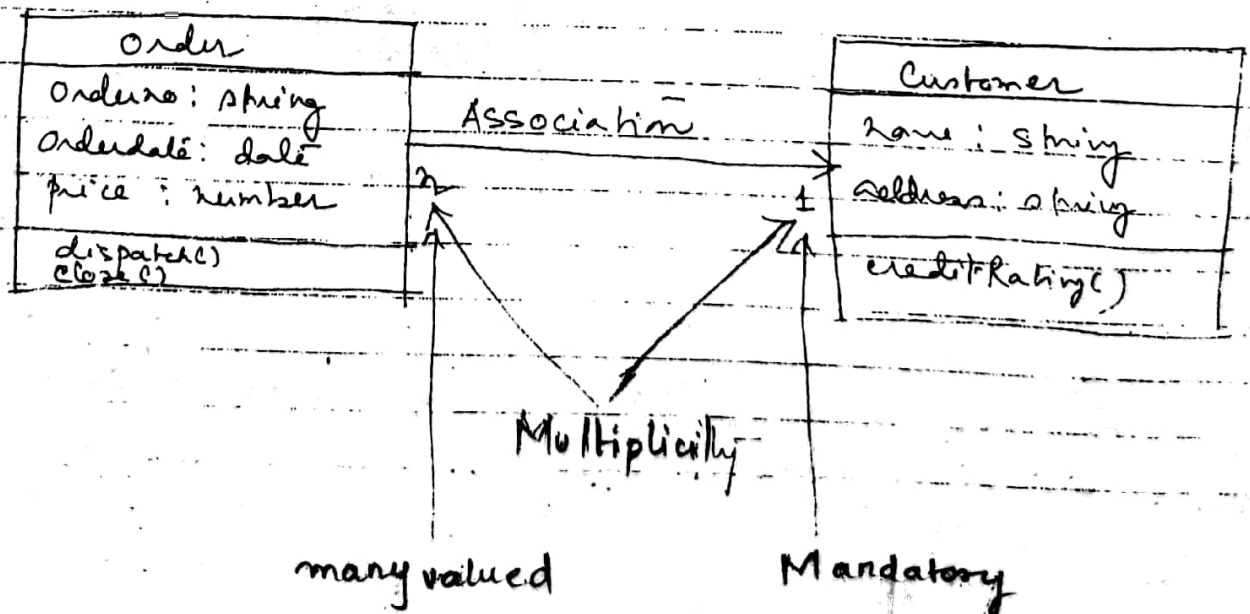 Order
Orderno: string
Orderdate: date
price : number
dispatch()
close()
Association
n
1
Customer
name : string
address: string
creditRating()
Multiplicity
many valued
Mandatory